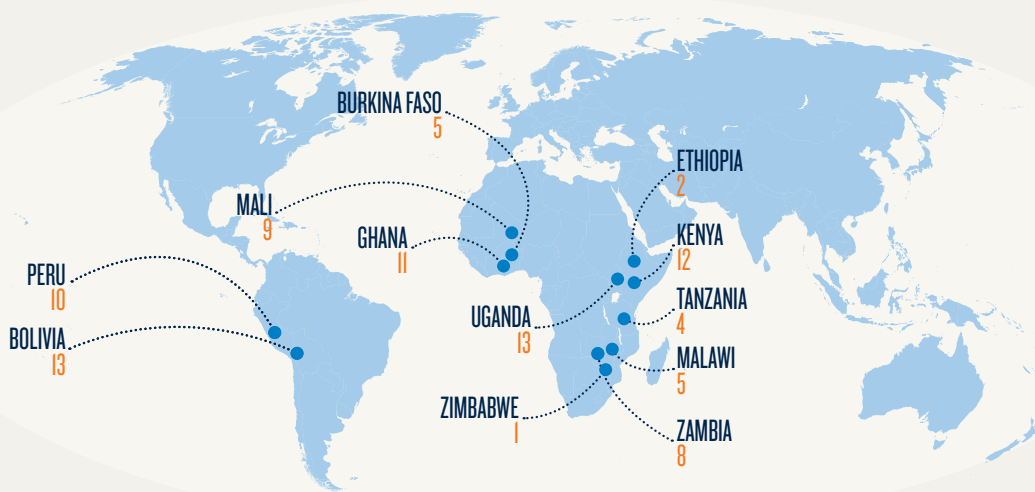 BURKINA FASO
5
ETHIOPIA
2
MALI
9
GHANA
11
KENYA
12
PERU
10
UGANDA
13
TANZANIA
4
BOLIVIA
13
MALAWI
5
ZIMBABWE
1
ZAMBIA
8